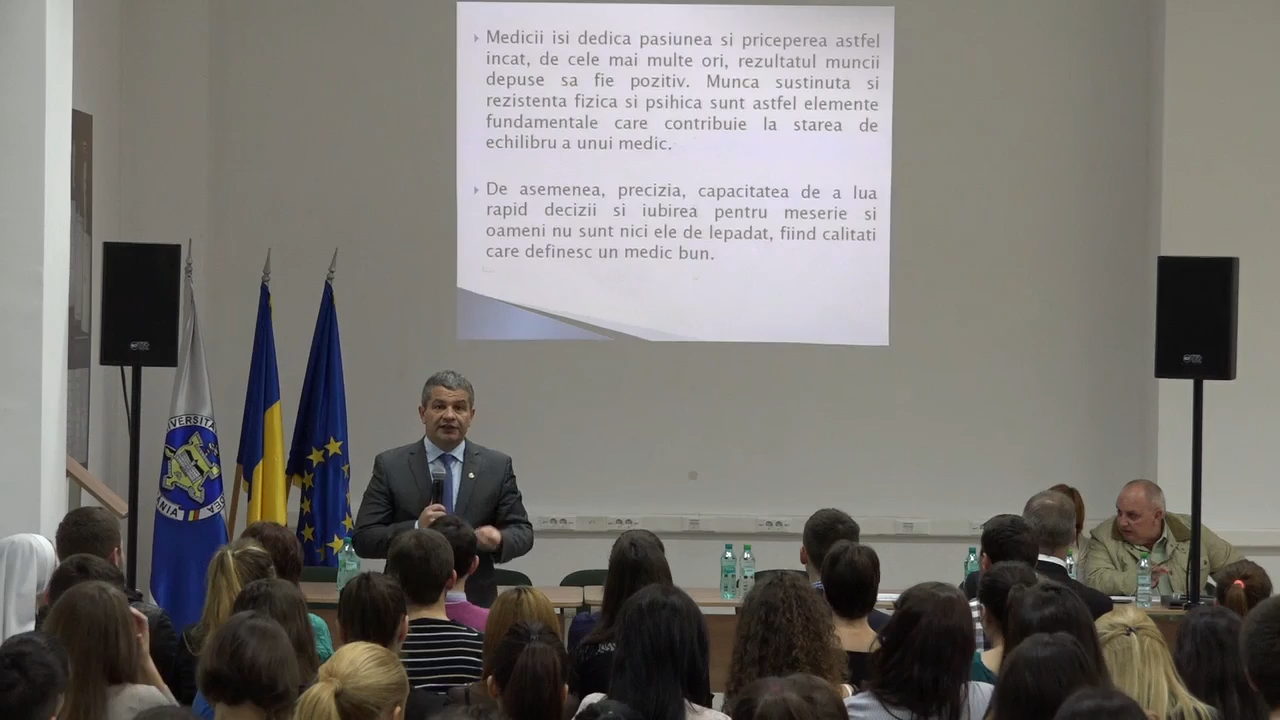 Medicii isi dedica pasiunea si priceperea astfel
incat, de cele mai multe ori, rezultatul muncii
depuse sa fie pozitiv. Munca sustinuta si
rezistenta fizica si psihica sunt astfel elemente
fundamentale care contribuie la starea de
echilibru a unui medic.
De asemenea, precizia, capacitatea de a lua
rapid decizii si iubirea pentru meserie si
oameni nu sunt nici ele de lepadat, fiind calitati
care definesc un medic bun.
VERSITA
DEA
ANIA